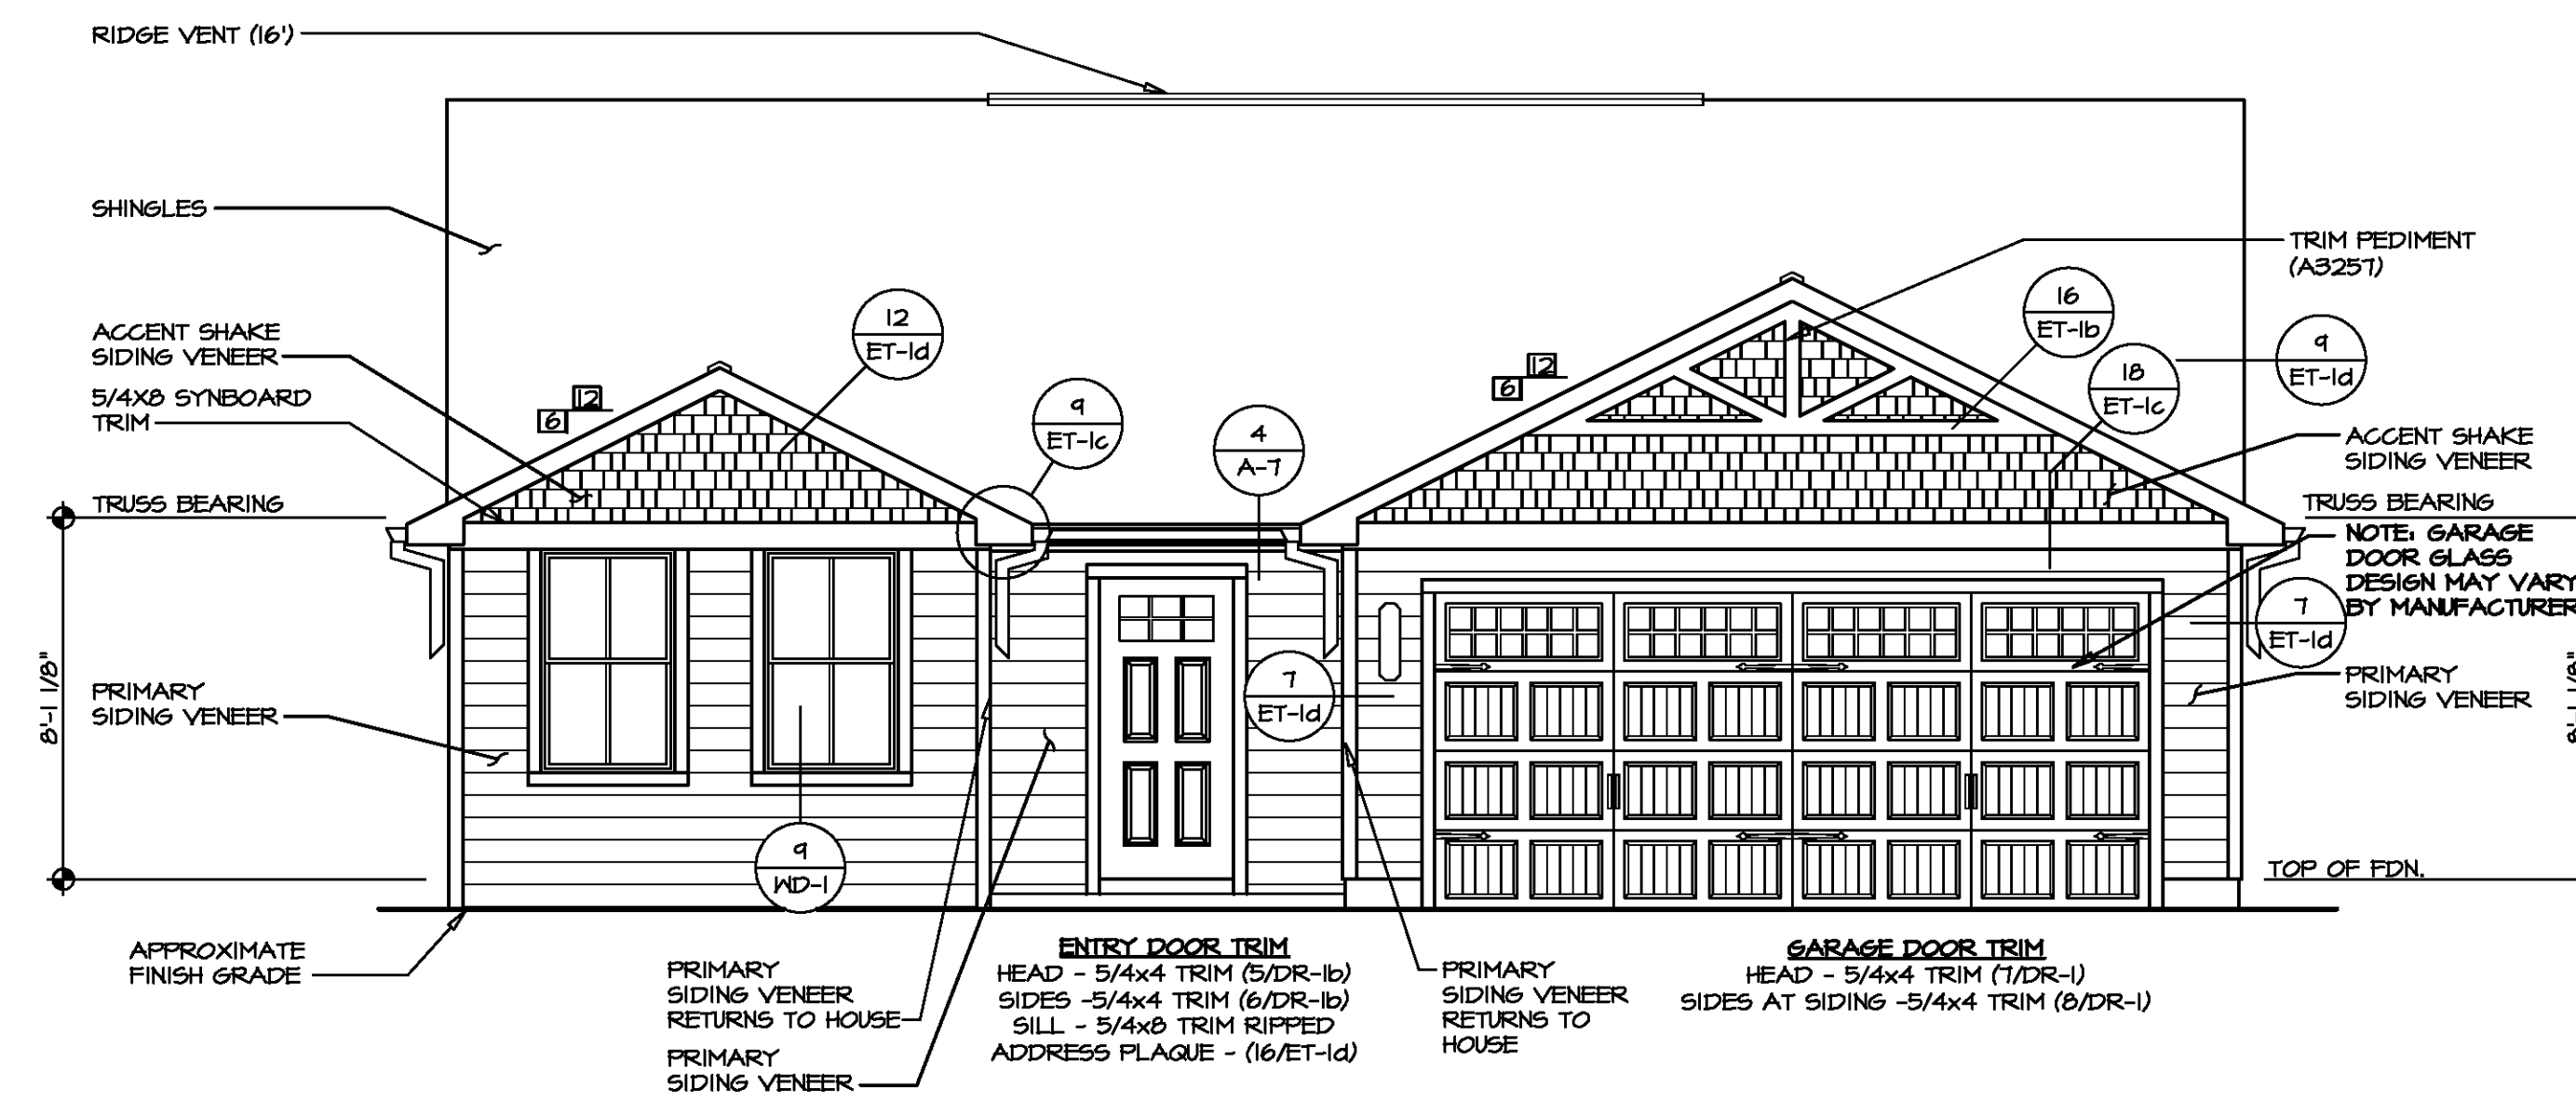 RIDGE VENT (16')
SHINGLES
ACCENT SHAKE
SIDING VENEER
5/4X8 SYNBOARD
TRIM
TRUSS BEARING
8'-1 1/8"
PRIMARY
SIDING VENEER
APPROXIMATE
FINISH GRADE
12
6
12
ET-1d
9
ET-1c
4
A-7
12
6
16
ET-1b
18
ET-1c
9
ET-1d
TRIM PEDIMENT
(A3257)
ACCENT SHAKE
SIDING VENEER
TRUSS BEARING
NOTE: GARAGE
DOOR GLASS
DESIGN MAY VARY
BY MANUFACTURER
7
ET-1d
PRIMARY
SIDING VENEER
8'-1 1/8"
TOP OF FDN.
7
ET-1d
9
WD-1
PRIMARY
SIDING VENEER
RETURNS TO HOUSE
PRIMARY
SIDING VENEER
ENTRY DOOR TRIM
HEAD - 5/4x4 TRIM (5/DR-1b)
SIDES -5/4x4 TRIM (6/DR-1b)
SILL - 5/4x8 TRIM RIPPED
ADDRESS PLAQUE - (16/ET-1d)
PRIMARY
SIDING VENEER
RETURNS TO
HOUSE
GARAGE DOOR TRIM
HEAD - 5/4x4 TRIM (7/DR-1)
SIDES AT SIDING -5/4x4 TRIM (8/DR-1)